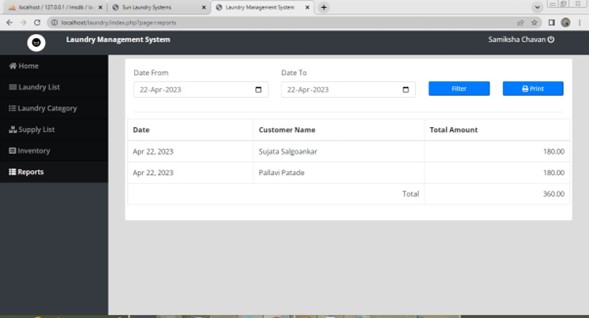 localhost / 127.0.0.1 / lmsdb / la
Sun Laundry Systems
Laundry Management System
localhost/laundry/index.php?page=reports
Laundry Management System
Samiksha Chavan
Home
Laundry List
Laundry Category
Supply List
Inventory
Reports
Date From
Date To
22-Apr-2023
22-Apr-2023
Filter
Print
Date
Customer Name
Total Amount
Apr 22, 2023
Sujata Salgoankar
180.00
Apr 22, 2023
Pallavi Patade
180.00
Total
360.00